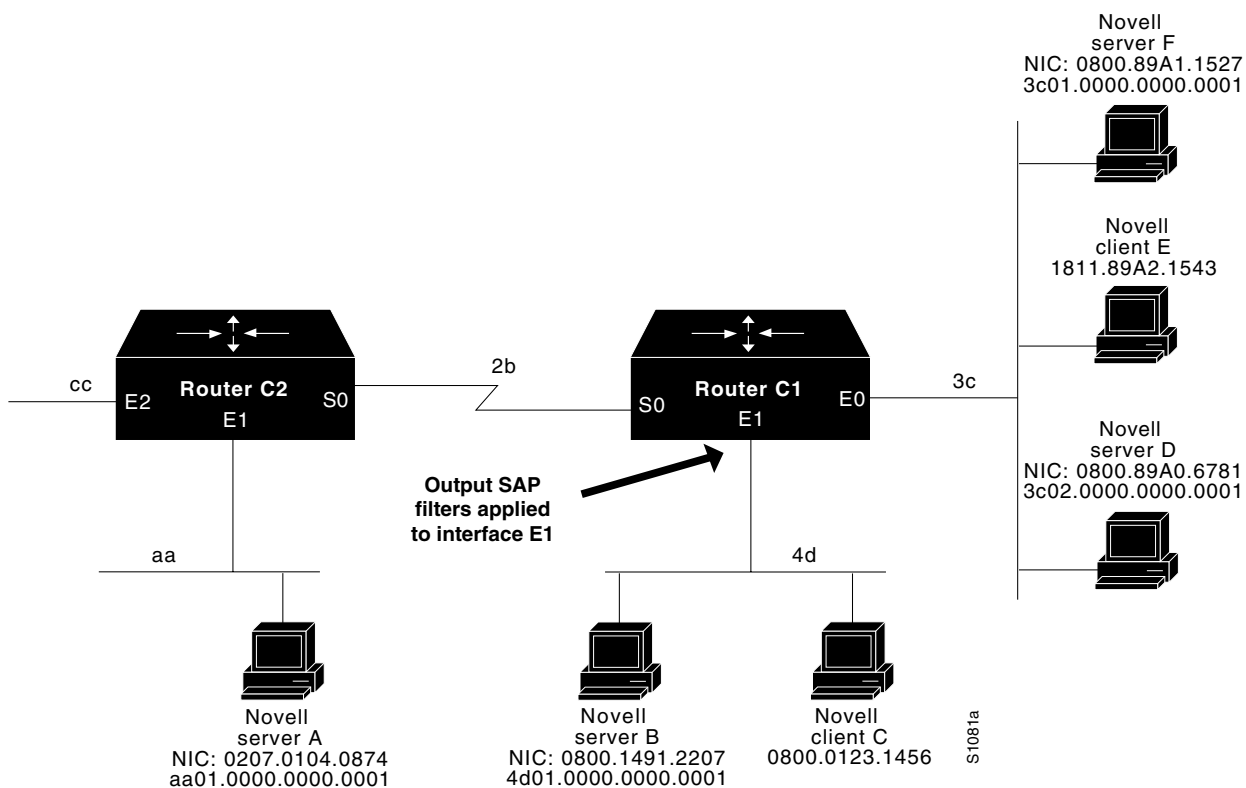 Novell
server F
NIC: 0800.89A1.1527
3c01.0000.0000.0001
Novell
client E
1811.89A2.1543
cc
E2
Router C2
E1
S0
2b
S0
Router C1
E1
E0
3c
Novell
server D
NIC: 0800.89A0.6781
3c02.0000.0000.0001
Output SAP
filters applied
to interface E1
aa
4d
Novell
server A
NIC: 0207.0104.0874
aa01.0000.0000.0001
Novell
server B
NIC: 0800.1491.2207
4d01.0000.0000.0001
Novell
client C
0800.0123.1456
S1081a